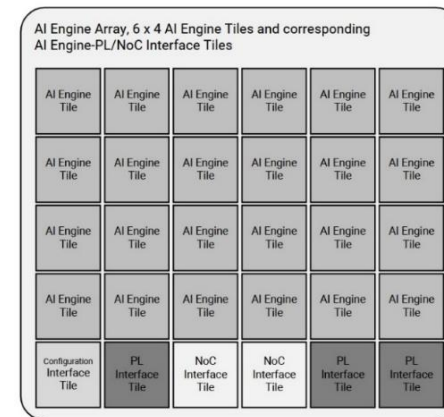 AI Engine Array, 6 x 4 AI Engine Tiles and corresponding
AI Engine-PL/NoC Interface Tiles
AI Engine
Tile
AI Engine
Tile
AI Engine
Tile
AI Engine
Tile
AI Engine
Tile
AI Engine
Tile
AI Engine
Tile
AI Engine
Tile
AI Engine
Tile
AI Engine
Tile
AI Engine
Tile
AI Engine
Tile
AI Engine
Tile
AI Engine
Tile
AI Engine
Tile
AI Engine
Tile
AI Engine
Tile
AI Engine
Tile
AI Engine
Tile
AI Engine
Tile
AI Engine
Tile
AI Engine
Tile
AI Engine
Tile
AI Engine
Tile
Configuration
Interface
Tile
PL
Interface
Tile
NoC
Interface
Tile
NoC
Interface
Tile
PL
Interface
Tile
PL
Interface
Tile